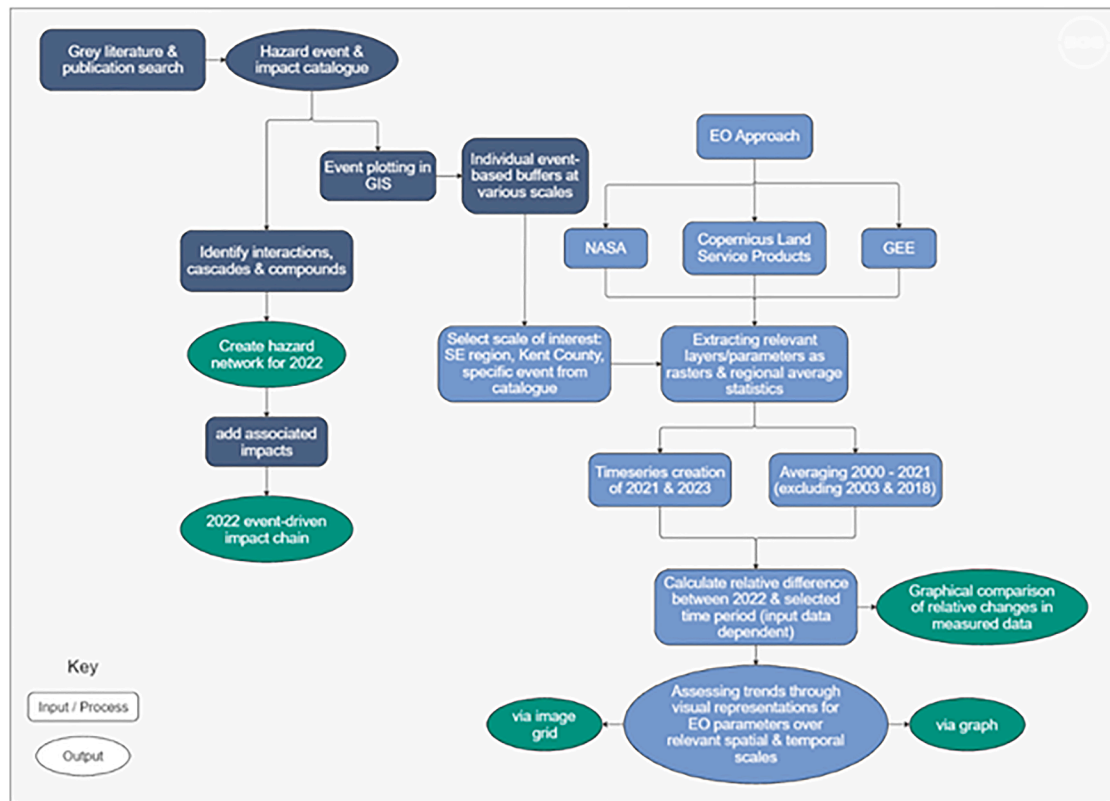 Grey literature &
publication search
Hazard event &
impact catalogue
Event plotting in
GIS
Individual event-
based buffers at
various scales
EO Approach
NASA
Copernicus Land
Service Products
GEE
Identify interactions,
cascades & compounds
Create hazard
network for 2022
Select scale of interest:
SE region, Kent County,
specific event from
catalogue
Extracting relevant
layers/parameters as
rasters & regional average
statistics
add associated
impacts
Timeseries creation
of 2021 & 2023
Averaging 2000 - 2021
(excluding 2003 & 2018)
2022 event-driven
impact chain
Calculate relative difference
between 2022 & selected
time period (input data
dependent)
Graphical comparison
of relative changes in
measured data
Key
Input / Process
Output
via image
grid
Assessing trends through
visual representations for
EO parameters over
relevant spatial & temporal
scales
via graph